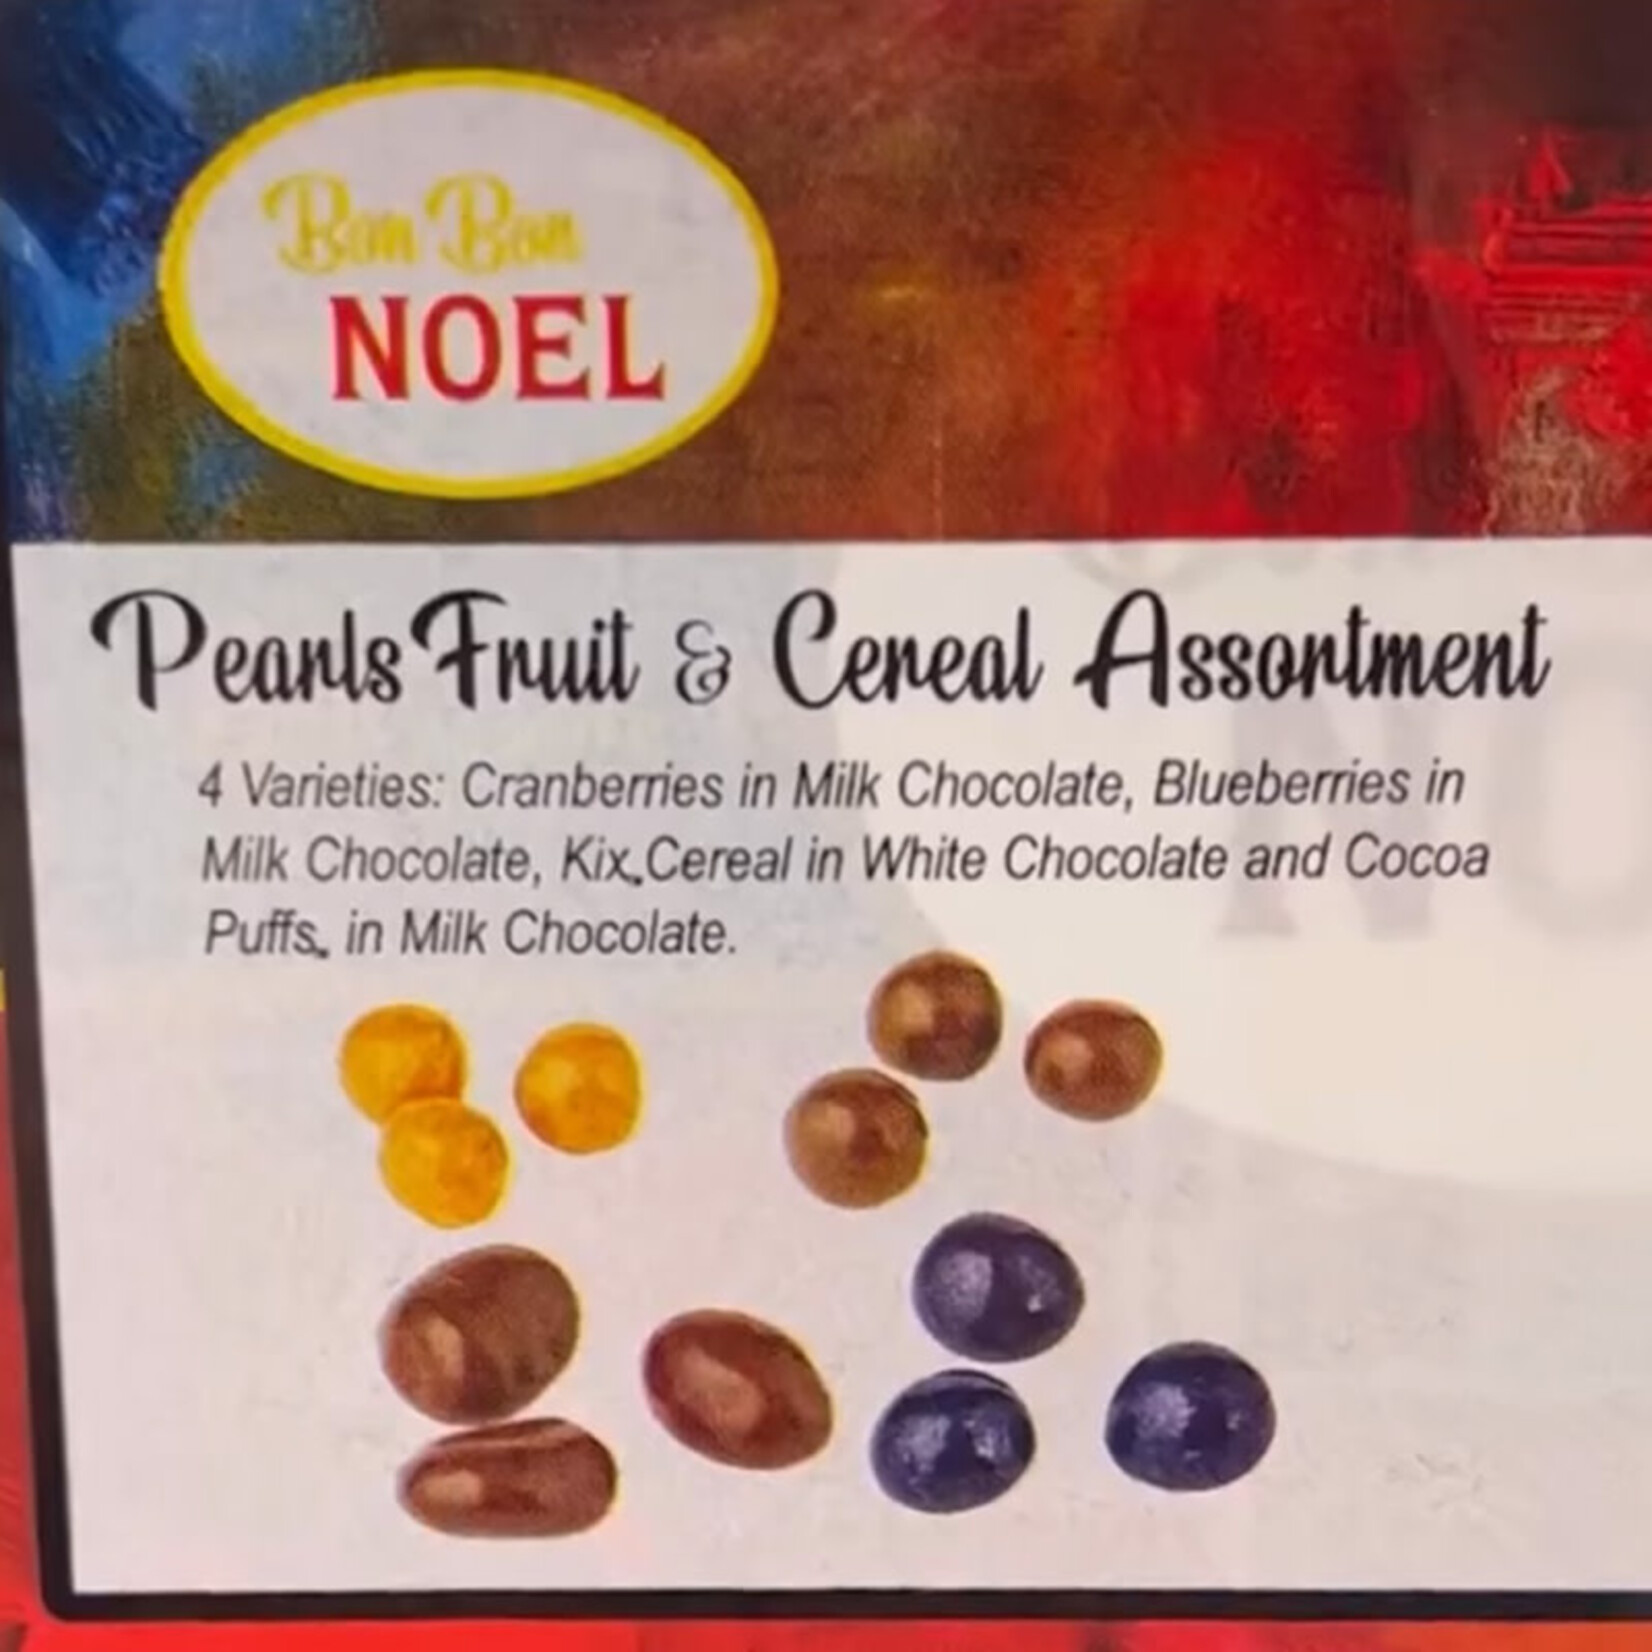 Bon Bon
NOEL
Pearls Fruit & Cereal Assortment
4 Varieties: Cranberries in Milk Chocolate, Blueberries in
Milk Chocolate, Kix, Cereal in White Chocolate and Cocoa
Puffs, in Milk Chocolate.